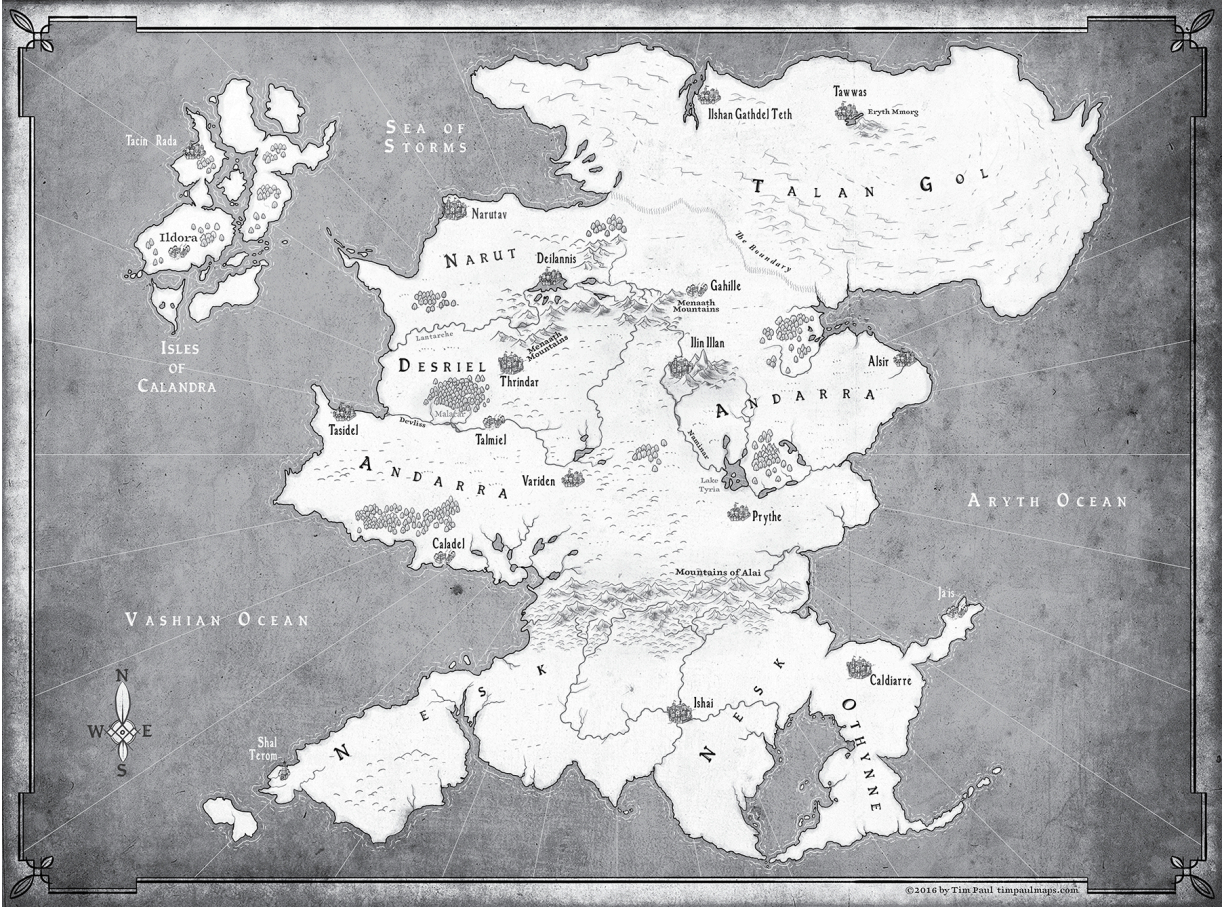 Tacin Rada
SEA OF
STORMS
Ilshan Gathdel Teth
Tawwas
Eryth Mmorg
TALAN GOL
Narutav
Ildora
NARUT
Deilannis
The Boundary
Gahille
Menaath
Mountains
Lantarche
Menaath
Mountains
ISLES
OF
CALANDRA
DESRIEL
Thrindar
Ilin Illan
Alsir
ANDARRA
Malacar
Devliss
Tasidel
Talmiel
Naminar
ANDARRA
Variden
Lake
Tyria
Prythe
ARYTH OCEAN
Caladel
Mountains of Alai
VASHIAN OCEAN
Jais
N
W E
S
NESK
NESK
Caldiarre
Ishai
OTHYNNE
Shal
Terom
©2016 by Tim Paul timpaulmaps.com